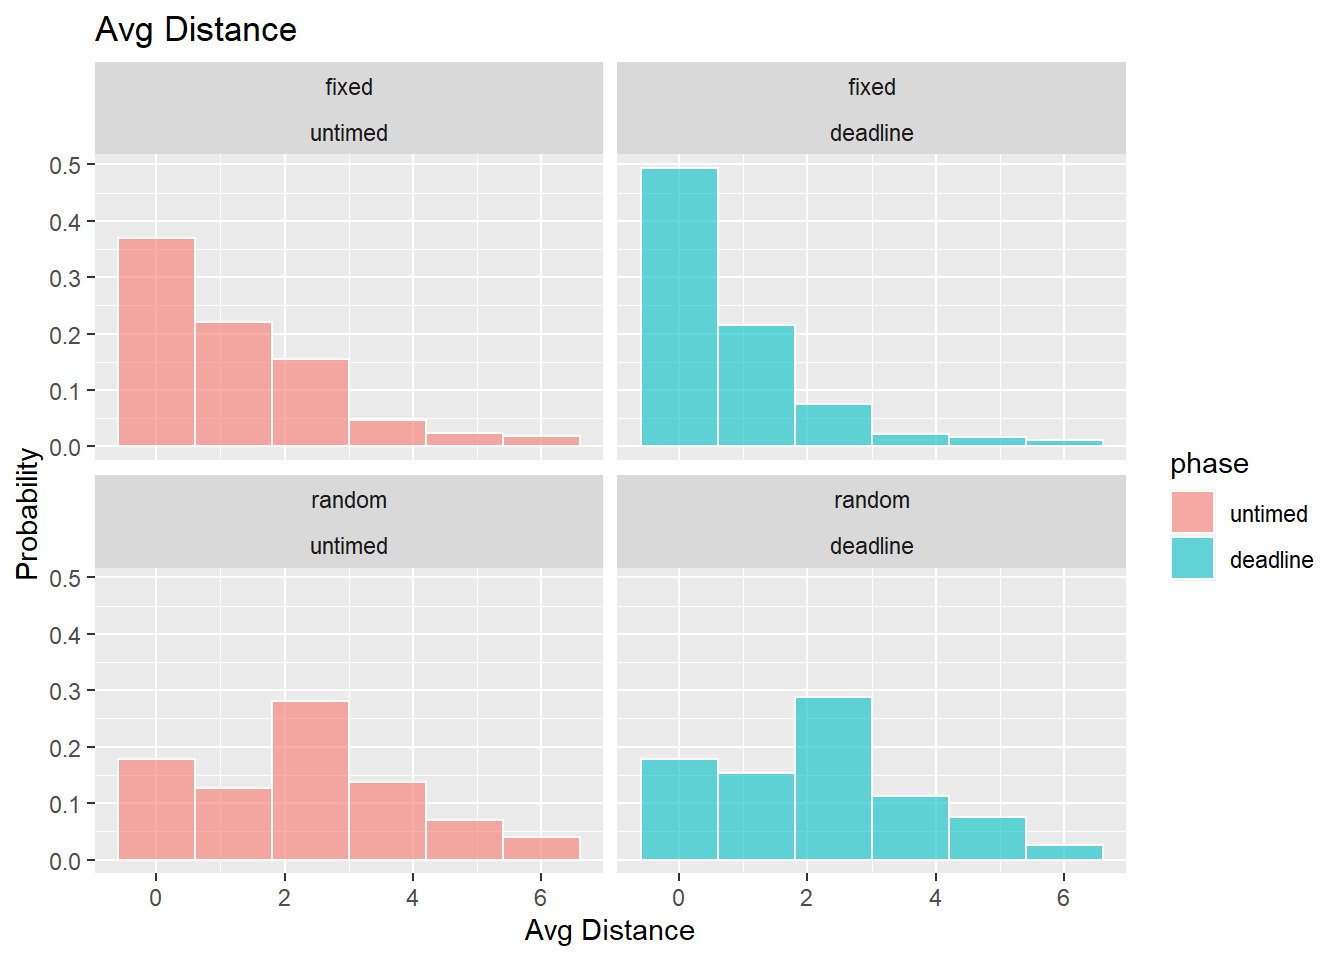 Avg Distance
fixed
untimed
fixed
deadline
0.5
0.4
0.3
0.2
0.1
0.0
random
untimed
random
deadline
0.5
0.4
0.3
0.2
0.1
0.0
0 2 4 6
0 2 4 6
Avg Distance
Probability
phase
untimed
deadline